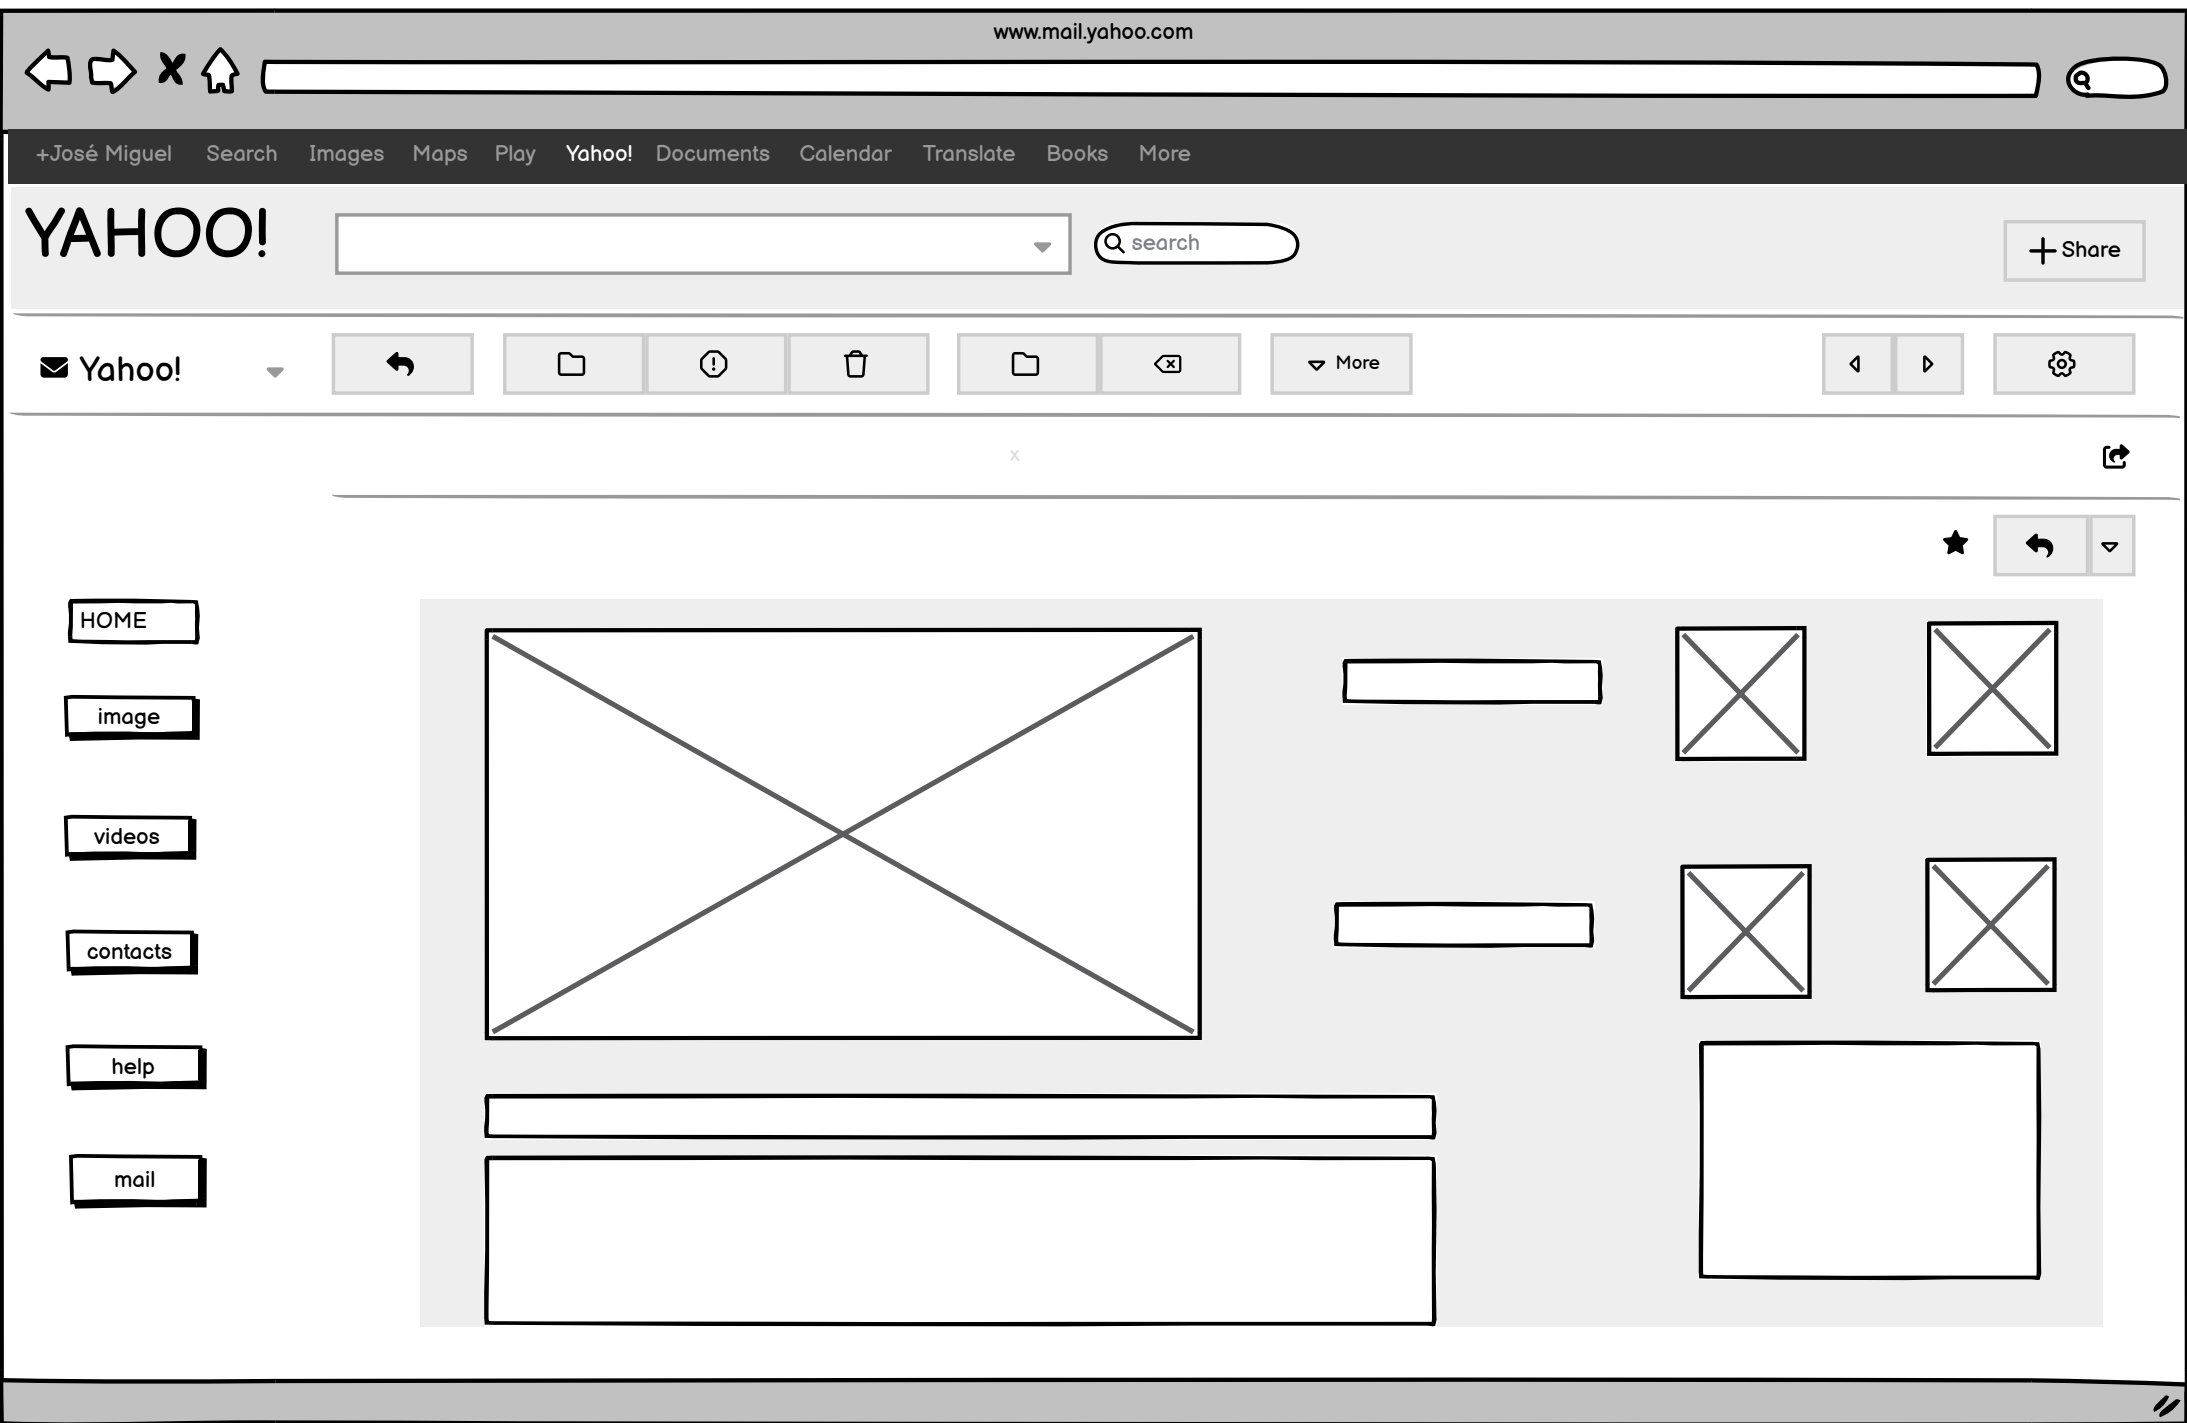 www.mail.yahoo.com
+José Miguel Search Images Maps Play Yahoo! Documents Calendar Translate Books More
YAHOO!
search
Share
Yahoo!
More
x
HOME
image
videos
contacts
help
mail